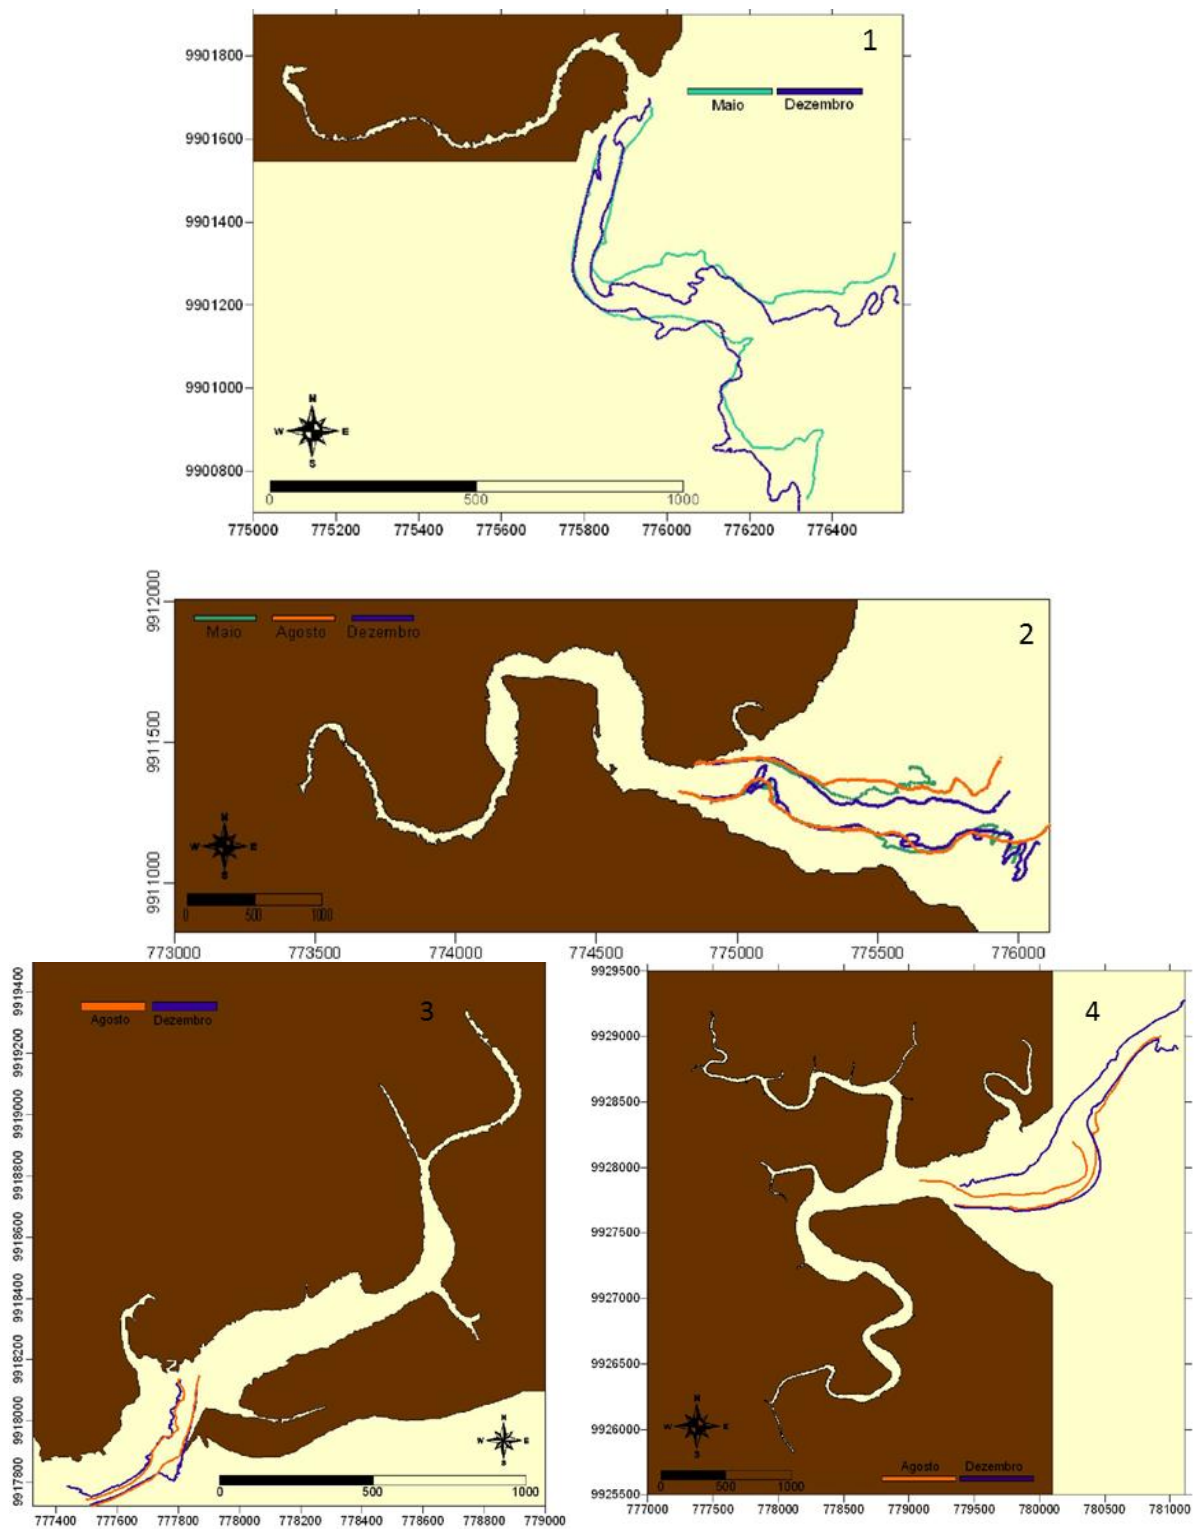 1
9901800
Maio Dezembro
9901600
9901400
9901200
9901000
N
W E
S
9900800
0 500 1000
775000 775200 775400 775600 775800 776000 776200 776400
9912000
Maio Agosto Dezembro
2
9911500
N
W E
S
9911000
0 500 1000
773000 773500 774000 774500 775000 775500 776000
9919400
Agosto Dezembro
3
9919200
9919000
9918800
9918600
9918400
9918200
9918000
N
W E
S
9917800
0 500 1000
777400 777600 777800 778000 778200 778400 778600 778800 779000
9929500
4
9929000
9928500
9928000
9927500
9927000
9926500
9926000
N
W E
S
Agosto Dezembro
0 500 1000
9925500
777000 777500 778000 778500 779000 779500 780000 780500 781000